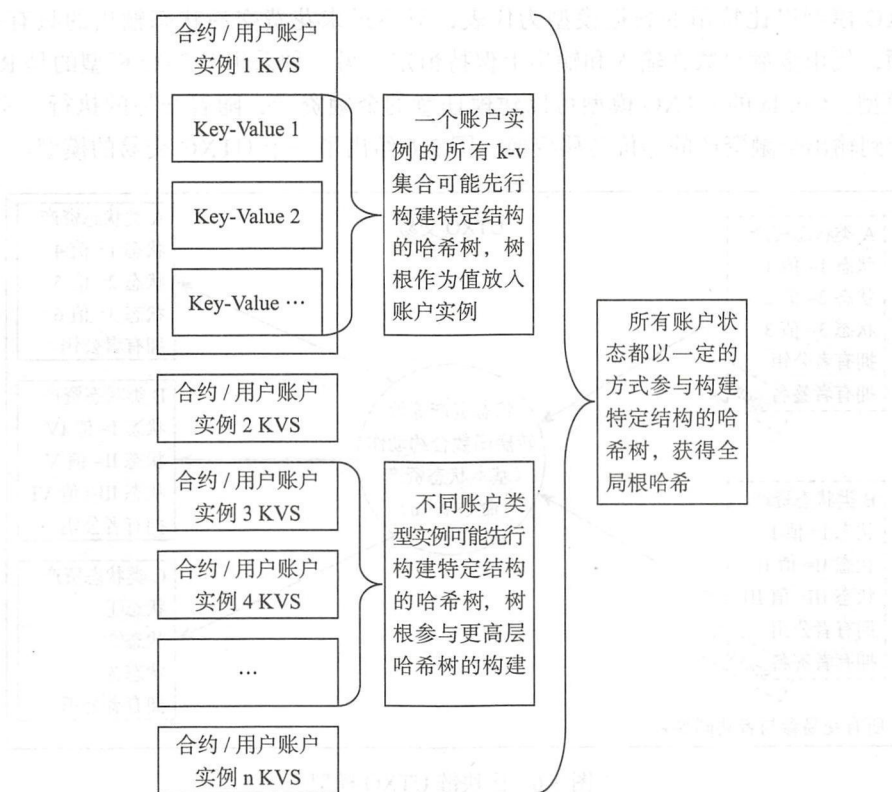 合约 / 用户账户
实例 1 KVS
Key-Value 1
Key-Value 2
Key-Value …
一个账户实
例的所有 k-v
集合可能先行
构建特定结构
的哈希树，树
根作为值放入
账户实例
合约 / 用户账户
实例 2 KVS
合约 / 用户账户
实例 3 KVS
合约 / 用户账户
实例 4 KVS
…
不同账户类
型实例可能先行
构建特定结构
的哈希树，树
根参与更高层
哈希树的构建
合约 / 用户账户
实例 n KVS
所有账户状
态都以一定的
方式参与构建
特定结构的哈
希树，获得全
局根哈希